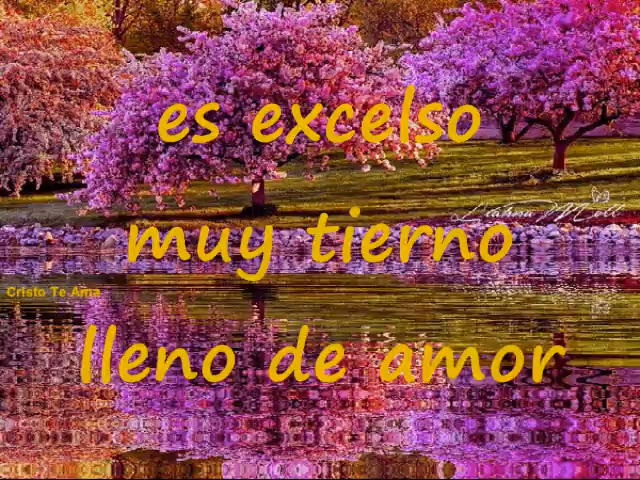 es excelso
muy tierno
Cristo Te Ama
lleno de amor